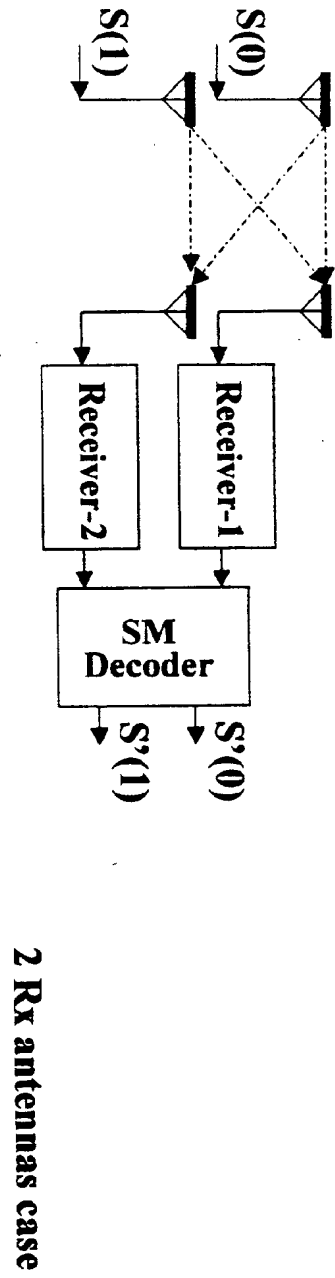 S(0)
S(1)
Receiver-1
Receiver-2
SM
Decoder
S'(0)
S'(1)
2 Rx antennas case